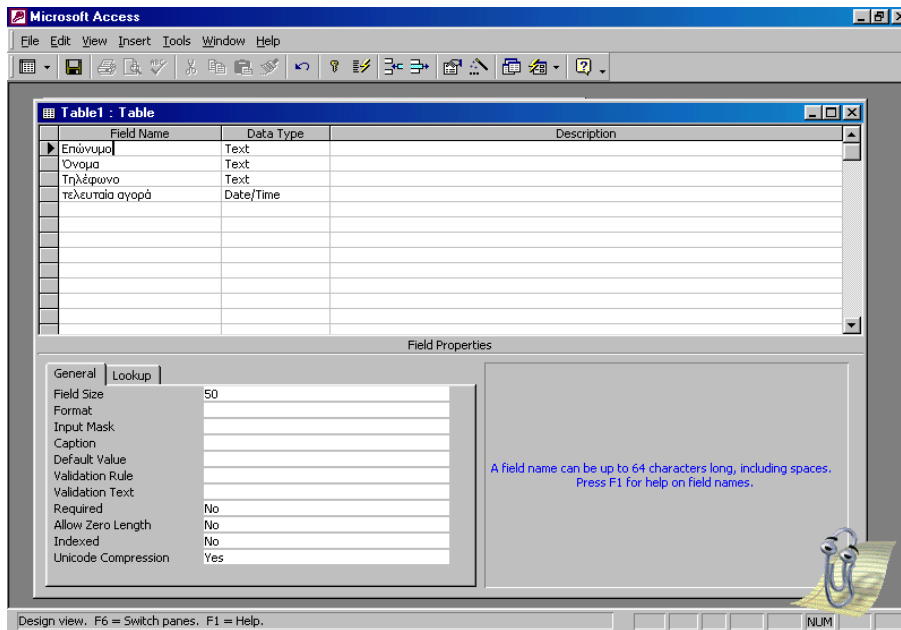 Microsoft Access
File Edit View Insert Tools Window Help
Table1 : Table
Field Name Data Type Description
Επώνυμο Text
Όνομα Text
Τηλέφωνο Text
τελευταία αγορά Date/Time
Field Properties
General Lookup
Field Size 50
Format
Input Mask
Caption
Default Value
Validation Rule
Validation Text
Required No
Allow Zero Length No
Indexed No
Unicode Compression Yes
A field name can be up to 64 characters long, including spaces.
Press F1 for help on field names.
Design view. F6 = Switch panes. F1 = Help. NUM